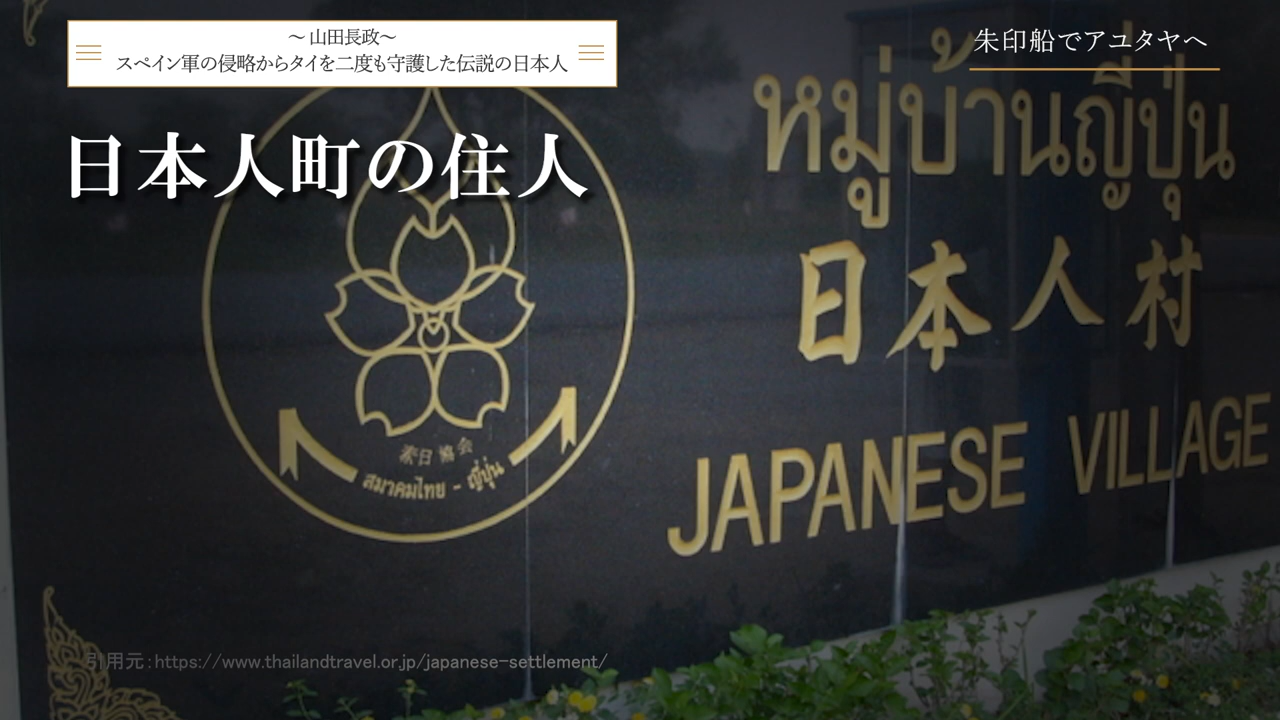 ～ 山田長政～
スペイン軍の侵略からタイを二度も守護した伝説の日本人
朱印船でアユタヤへ
日本人町の住人
หมู่บ้านญี่ปุ่น
日本人村
JAPANESE VILLAGE
泰日協会
สมาคมไทย - ญี่ปุ่น
引用元：https://www.thailandtravel.or.jp/japanese-settlement/